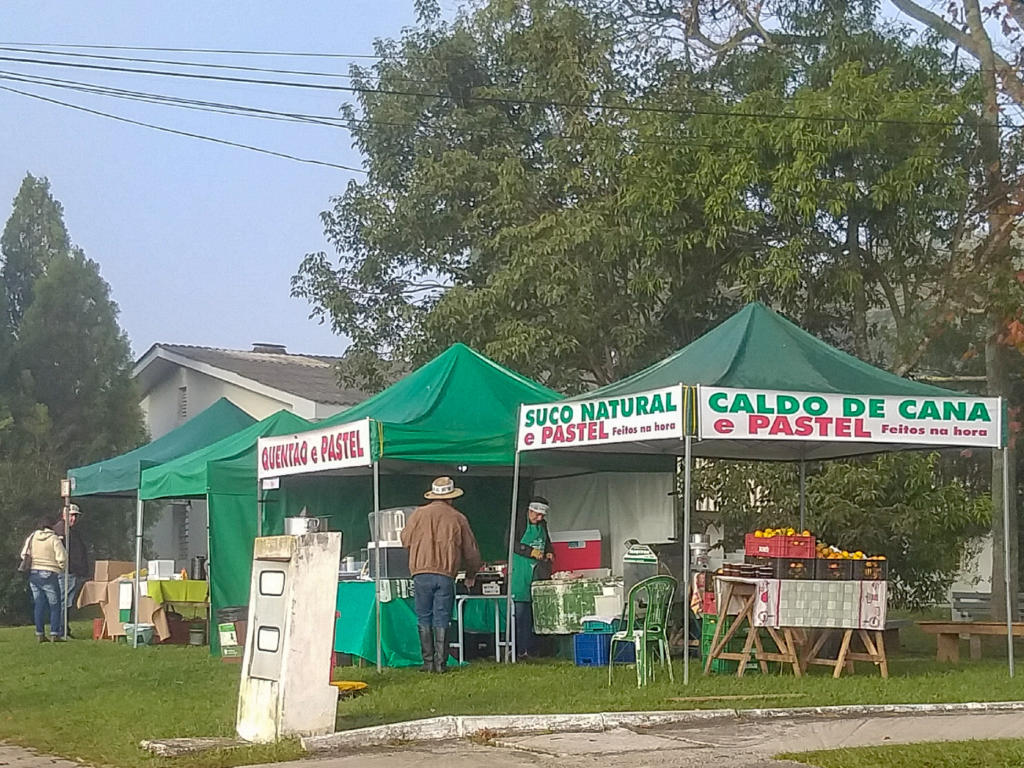 QUENTÃO e PASTEL
SUCO NATURAL
e PASTEL Feitos na hora
CALDO DE CANA
e PASTEL Feitos na hora